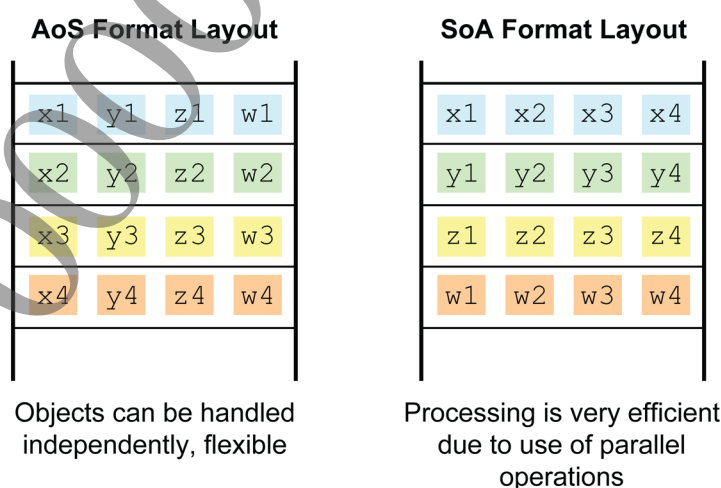 AoS Format Layout
x1 y1 z1 w1
x2 y2 z2 w2
x3 y3 z3 w3
x4 y4 z4 w4
Objects can be handled
independently, flexible
SoA Format Layout
x1 x2 x3 x4
y1 y2 y3 y4
z1 z2 z3 z4
w1 w2 w3 w4
Processing is very efficient
due to use of parallel
operations